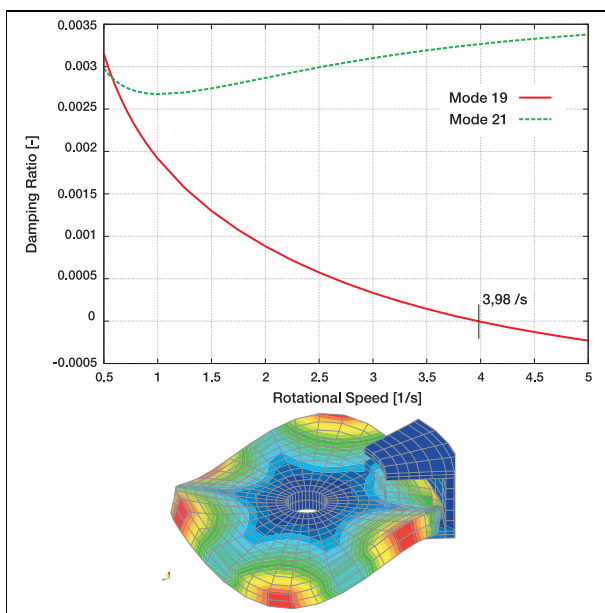 0.0035
0.003
0.0025
0.002
0.0015
0.001
0.0005
0
-0.0005
Damping Ratio [-]
Mode 19
Mode 21
3,98 /s
0.5 1 1.5 2 2.5 3 3.5 4 4.5 5
Rotational Speed [1/s]